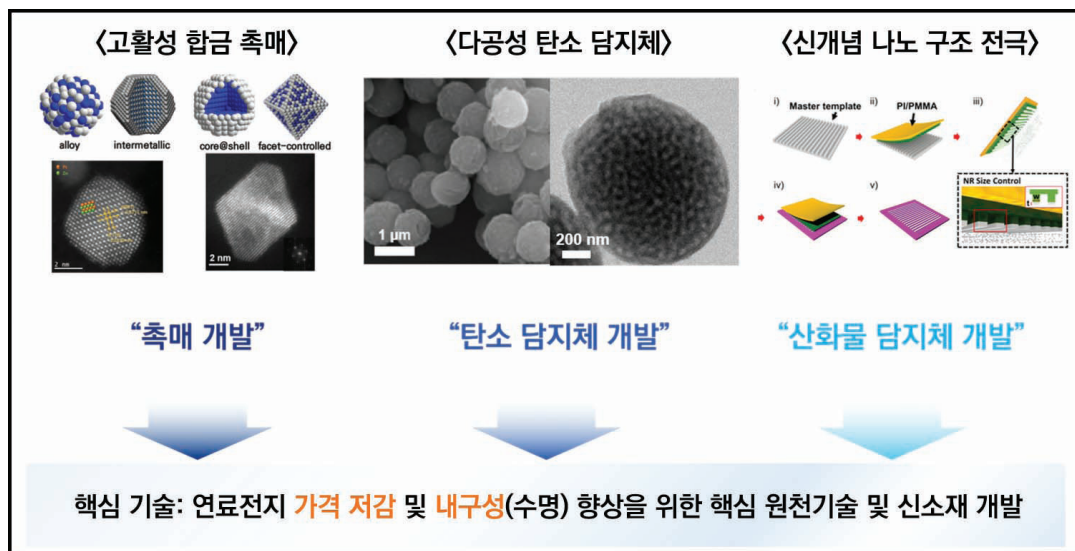 〈고활성 합금 촉매〉
alloy
intermetallic
core@shell
facet-controlled
2 nm
2 nm
“촉매 개발”
〈다공성 탄소 담지체〉
1 µm
200 nm
“탄소 담지체 개발”
〈신개념 나노 구조 전극〉
i)
Master template
ii)
PI/PMMA
iii)
iv)
v)
NR Size Control
“산화물 담지체 개발”
핵심 기술: 연료전지 가격 저감 및 내구성(수명) 향상을 위한 핵심 원천기술 및 신소재 개발